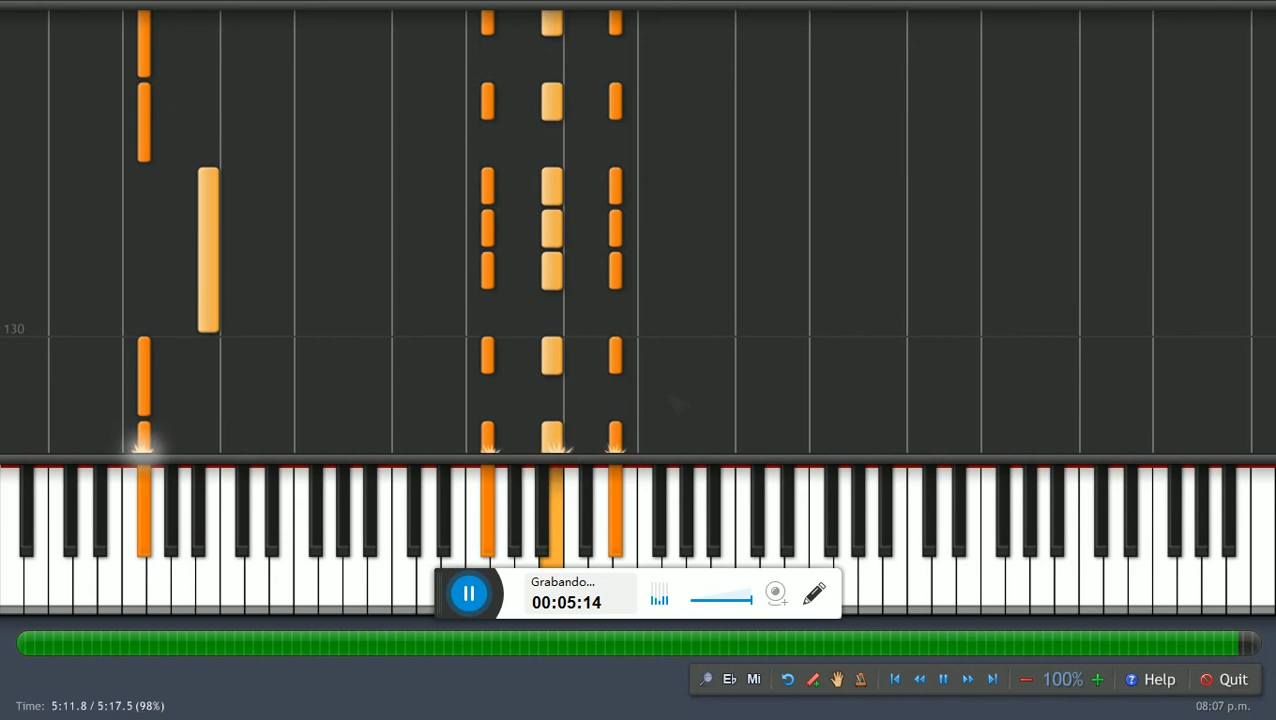 130
Grabando...
00:05:14
E♭ Mi 100% Help Quit
Time: 5:11.8 / 5:17.5 (98%) 08:07 p.m.